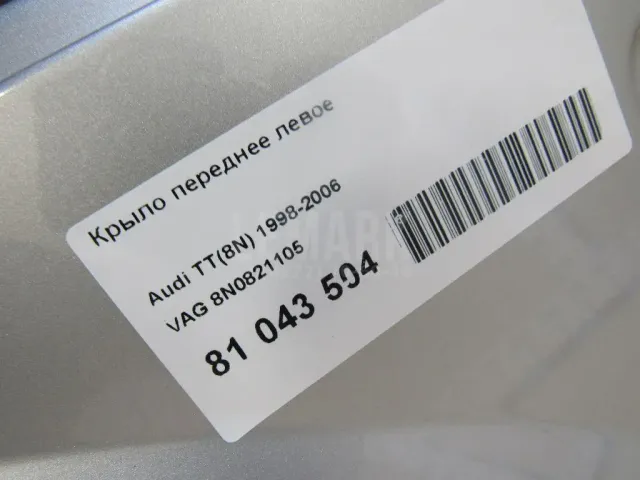 Крыло переднее левое
Audi TT(8N) 1998-2006
VAG 8N0821105
81 043 504